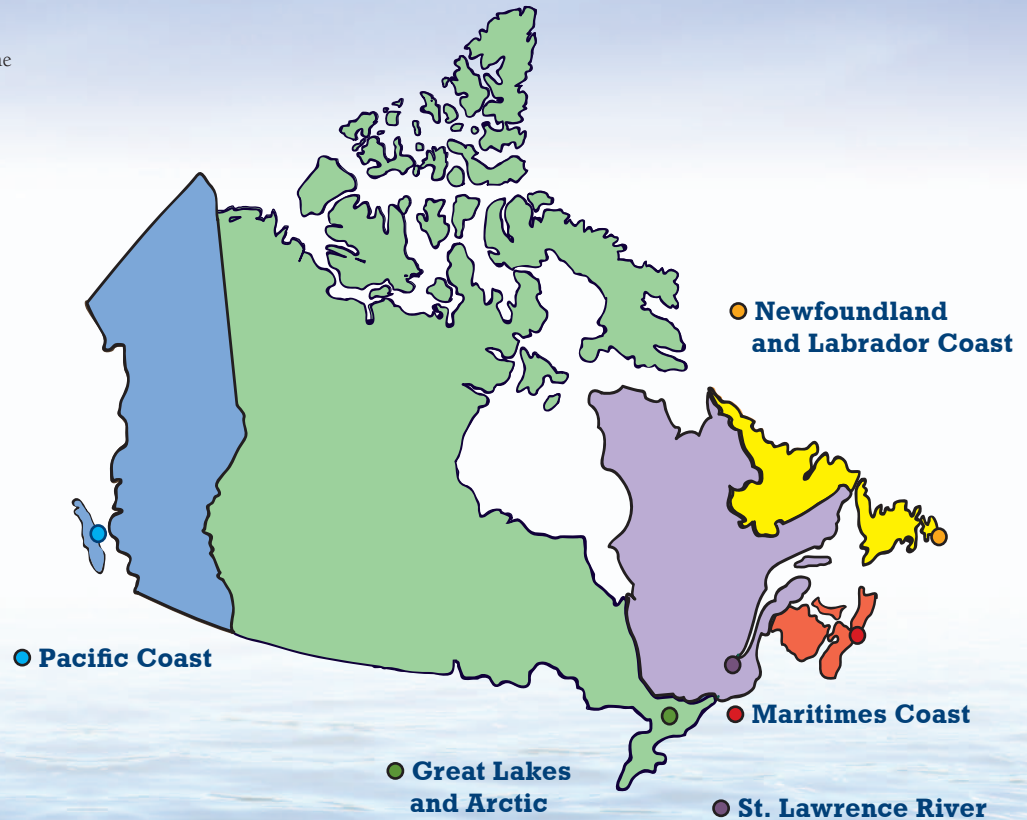 Newfoundland
and Labrador Coast
Pacific Coast
Maritimes Coast
Great Lakes
and Arctic
St. Lawrence River